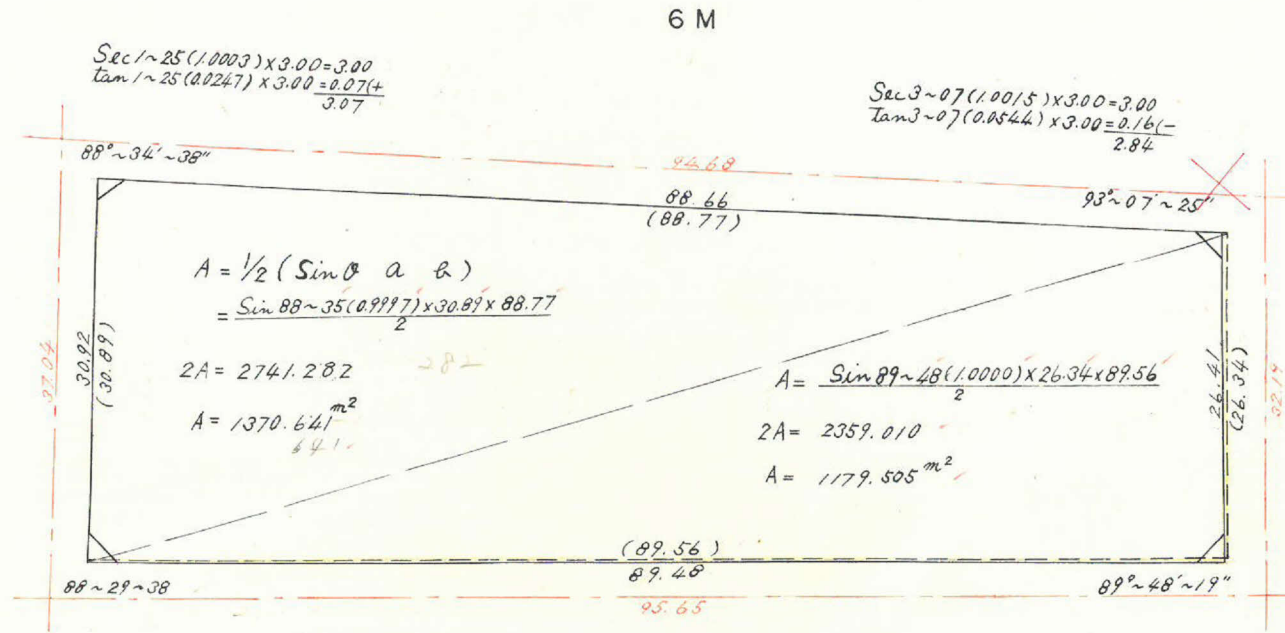 6 M
Sec 1~25(1.0003)×3.00=3.00
tan 1~25(0.0247)×3.00=0.07(+
3.07
Sec 3~07(1.0015)×3.00=3.00
Tan 3~07(0.0544)×3.00=0.16(-
2.84
88°~34'~38"
94.68
93°~07'~25"
88.66
(88.77)
A = 1/2 ( Sin θ a b )
= Sin 88~35(0.9997)×30.89×88.77
2
2A= 2741.282
282
A= 1370.641 m²
641
37.04
30.92
(30.89)
A= Sin 89~48(1.0000)×26.34×89.56
2
2A= 2359.010
A= 1179.505 m²
26.41
(26.34)
32.19
(89.56)
89.48
88~29~38
89°~48'~19"
95.65